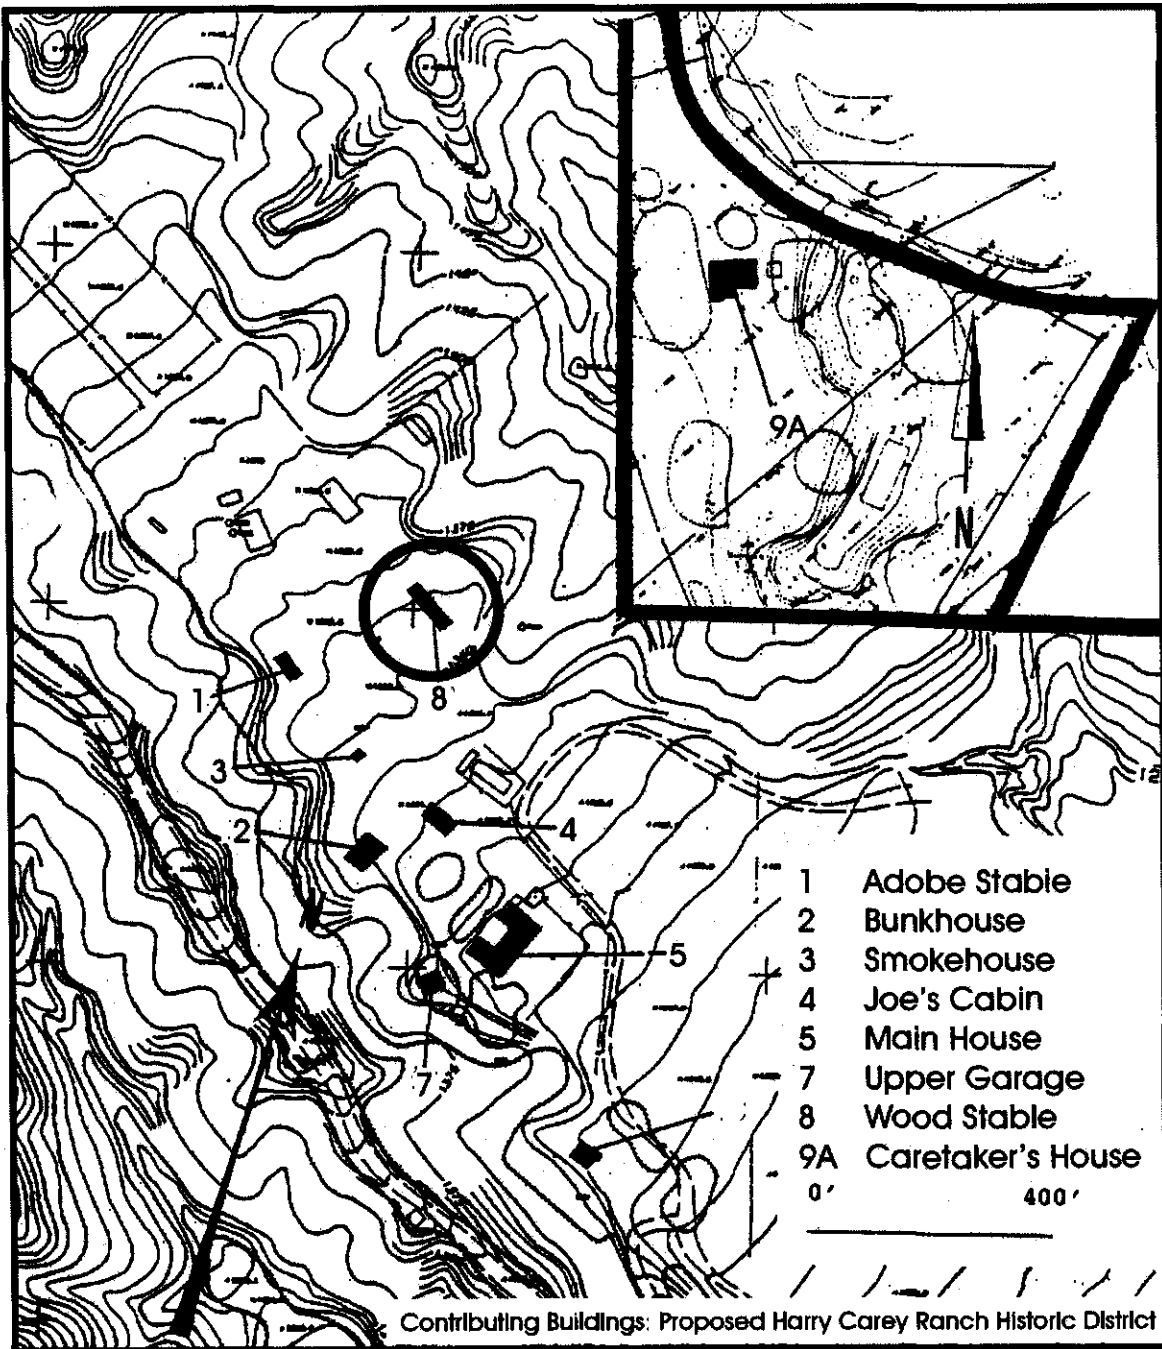 9A
N
1
8
3
2
4
5
7
1 Adobe Stable
2 Bunkhouse
3 Smokehouse
4 Joe's Cabin
5 Main House
7 Upper Garage
8 Wood Stable
9A Caretaker's House
0' 400'
Contributing Buildings: Proposed Harry Carey Ranch Historic District